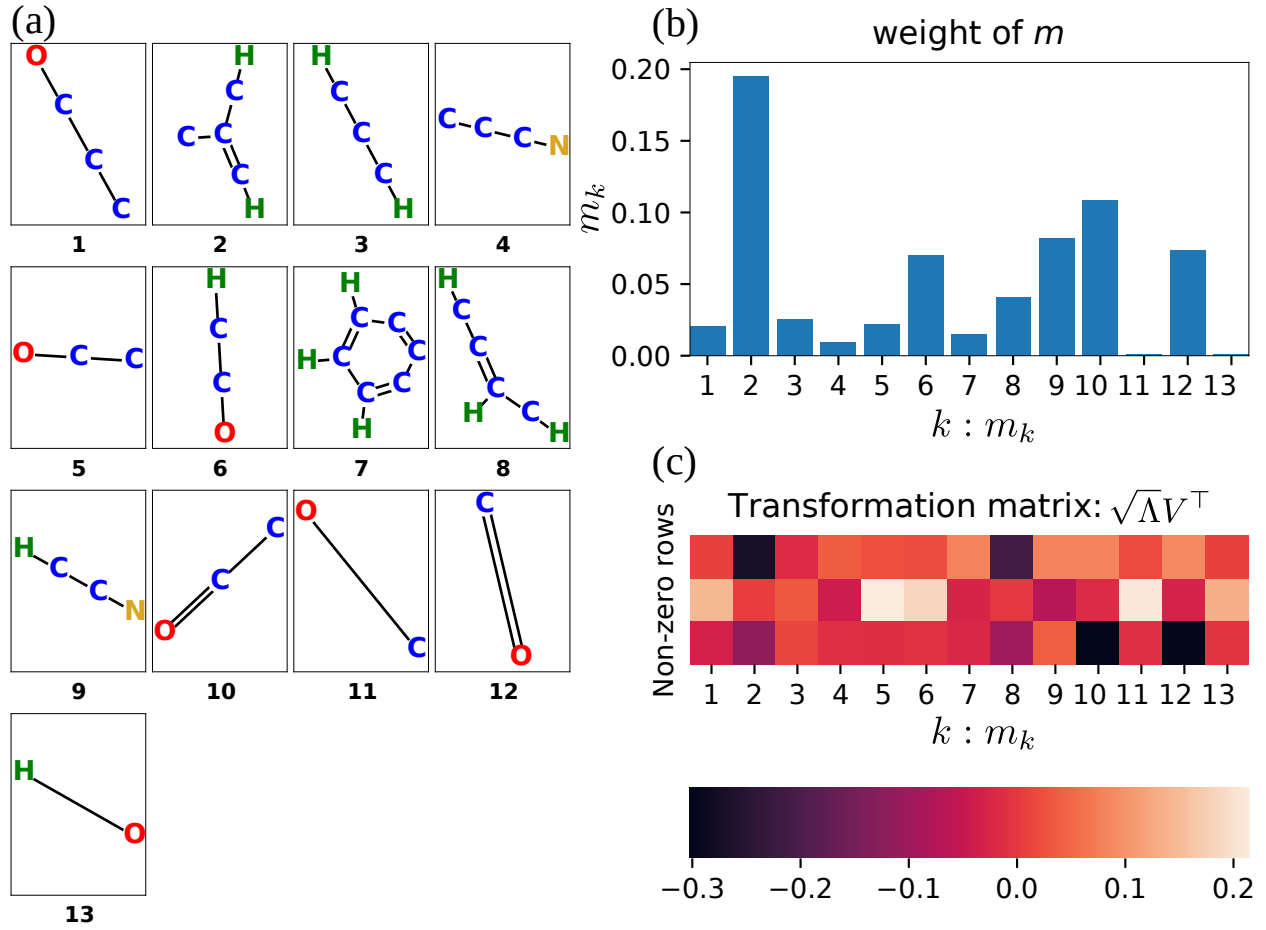 (a)
O
C
C
C
1
H
C
C
C
C
H
2
H
C
C
C
H
3
C
C
C
N
4
O
C
C
5
H
C
C
O
6
H
C
C
H
C
C
C
C
H
7
H
C
C
C
H
C
H
8
H
C
C
N
9
C
C
O
10
O
C
11
C
O
12
H
O
13
(b)
weight of m
m_k
0.20
0.15
0.10
0.05
0.00
1 2 3 4 5 6 7 8 9 10 11 12 13
k : m_k
(c)
Transformation matrix: √Λ V⊤
Non-zero rows
1 2 3 4 5 6 7 8 9 10 11 12 13
k : m_k
−0.3 −0.2 −0.1 0.0 0.1 0.2